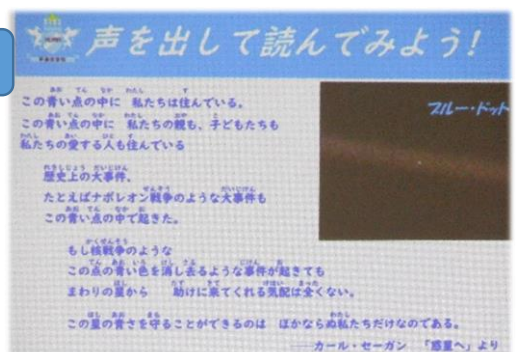 声を出して読んでみよう!
ブルー・ドット
この青い点の中に 私たちは住んでいる。
この青い点の中に 私たちの親も、子どもたちも
私たちの愛する人も住んでいる
歴史上の大事件、
たとえばナポレオン戦争のような大事件も
この青い点の中で起きた。
もし核戦争のような
この点の青い色を消し去るような事件が起きても
まわりの星から 助けに来てくれる気配は全くない。
この星の青さを守ることができるのは ほかならぬ私たちだけなのである。
──カール・セーガン 「惑星へ」より